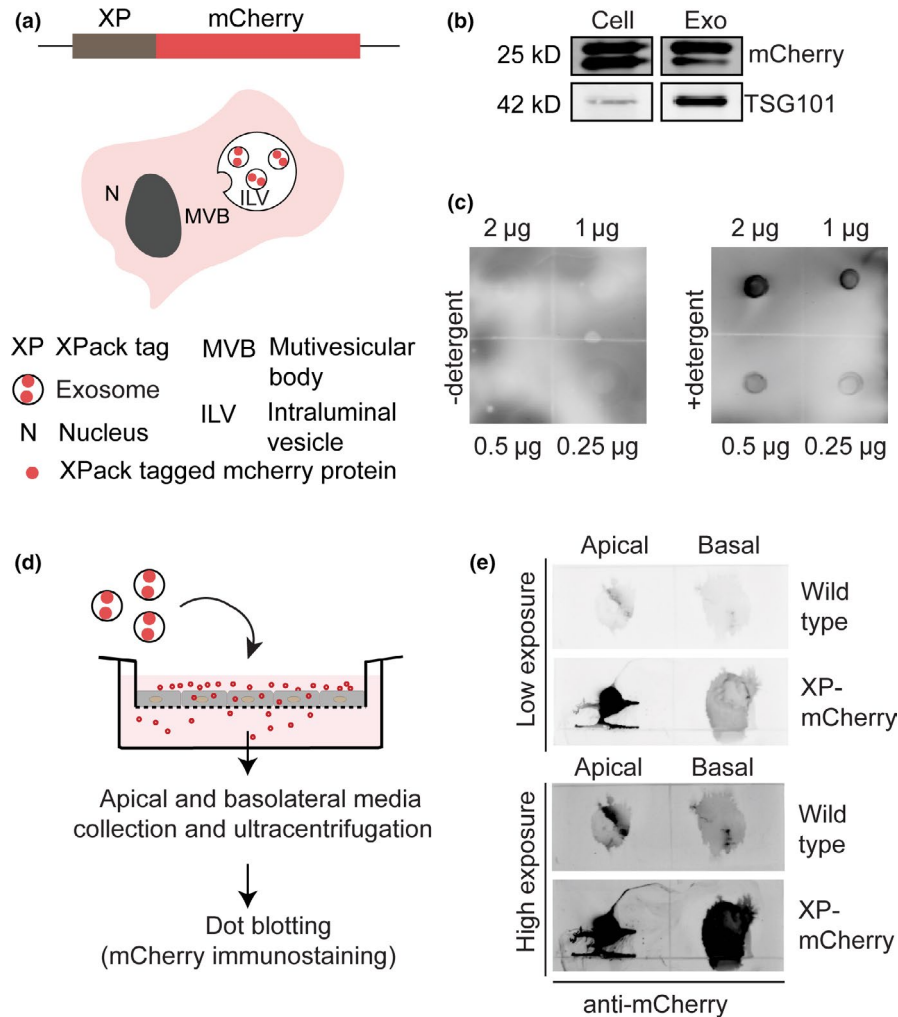 (a)
XP mCherry
N
MVB
ILV
XP XPack tag
MVB Mutivesicular body
Exosome
ILV Intraluminal vesicle
N Nucleus
XPack tagged mcherry protein
(b)
Cell Exo
25 kD mCherry
42 kD TSG101
(c)
2 µg 1 µg
-detergent
0.5 µg 0.25 µg
2 µg 1 µg
+detergent
0.5 µg 0.25 µg
(d)
Apical and basolateral media
collection and ultracentrifugation
Dot blotting
(mCherry immunostaining)
(e)
Apical Basal
Low exposure
Wild
type
XP-
mCherry
Apical Basal
High exposure
Wild
type
XP-
mCherry
anti-mCherry